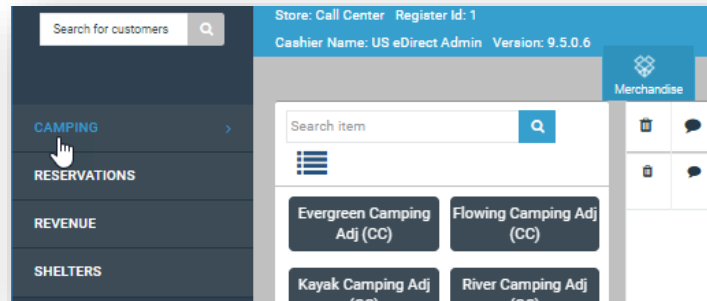 Search for customers
Store: Call Center Register Id: 1
Cashier Name: US eDirect Admin Version: 9.5.0.6
Merchandise
CAMPING
RESERVATIONS
REVENUE
SHELTERS
Search item
Evergreen Camping
Adj (CC)
Flowing Camping Adj
(CC)
Kayak Camping Adj
River Camping Adj